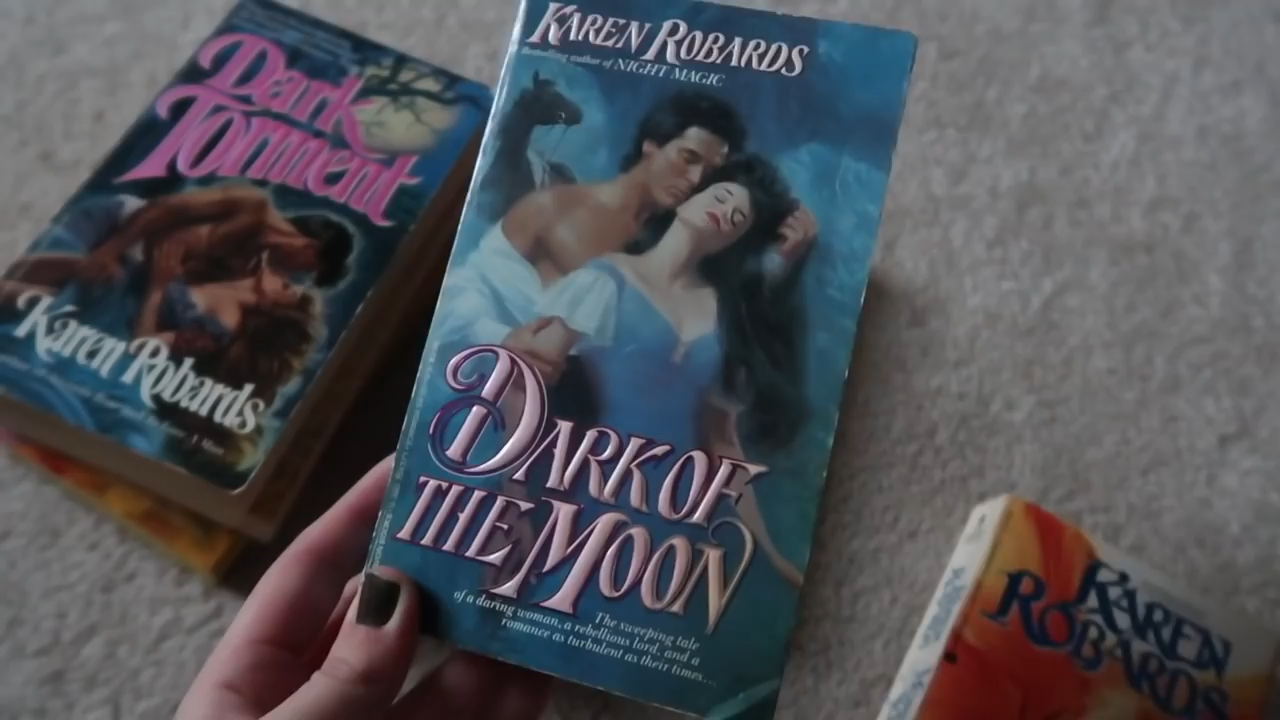 Dark
Torment
Karen Robards
KAREN ROBARDS
Bestselling author of NIGHT MAGIC
DARK OF
THE MOON
The sweeping tale
of a daring woman, a rebellious lord, and a
romance as turbulent as their times...
KAREN
ROBARDS